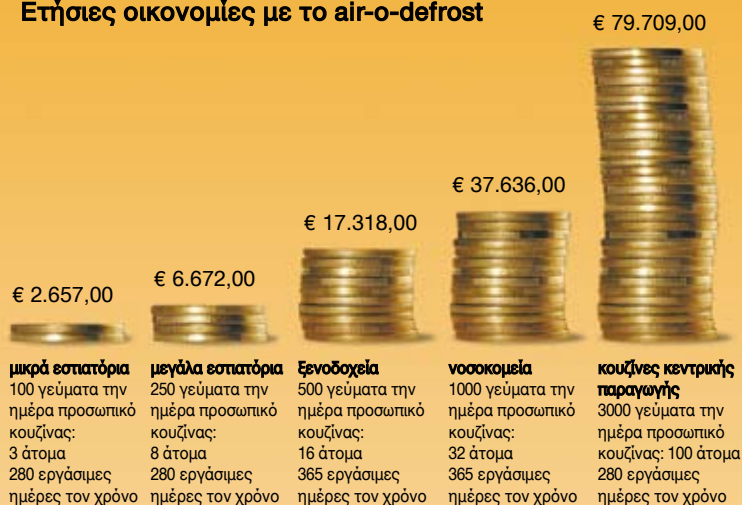 Ετήσιες οικονομίες με το air-o-defrost
€ 79.709,00
€ 37.636,00
€ 17.318,00
€ 6.672,00
€ 2.657,00
μικρά εστιατόρια
100 γεύματα την
ημέρα προσωπικό
κουζίνας:
3 άτομα
280 εργάσιμες
ημέρες τον χρόνο
μεγάλα εστιατόρια
250 γεύματα την
ημέρα προσωπικό
κουζίνας:
8 άτομα
280 εργάσιμες
ημέρες τον χρόνο
ξενοδοχεία
500 γεύματα την
ημέρα προσωπικό
κουζίνας:
16 άτομα
365 εργάσιμες
ημέρες τον χρόνο
νοσοκομεία
1000 γεύματα την
ημέρα προσωπικό
κουζίνας:
32 άτομα
365 εργάσιμες
ημέρες τον χρόνο
κουζίνες κεντρικής
παραγωγής
3000 γεύματα την
ημέρα προσωπικό
κουζίνας: 100 άτομα
280 εργάσιμες
ημέρες τον χρόνο